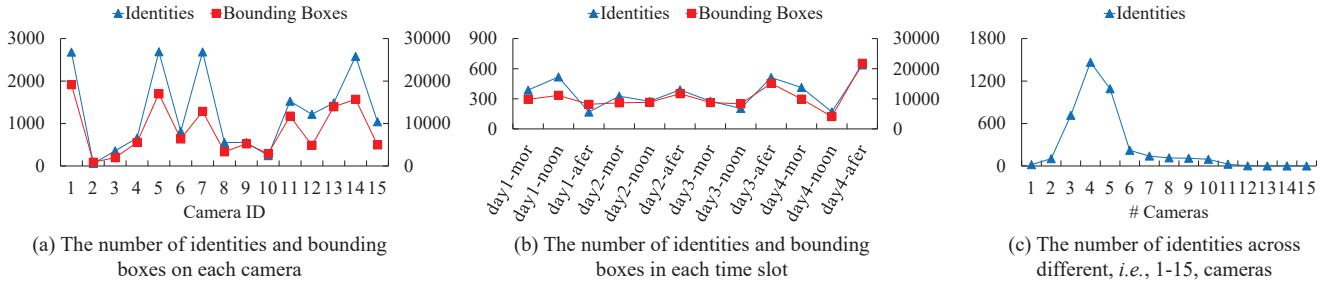 Identities Bounding Boxes
3000 30000
2000 20000
1000 10000
0 0
1 2 3 4 5 6 7 8 9 10 11 12 13 14 15
Camera ID
(a) The number of identities and bounding
boxes on each camera
Identities Bounding Boxes
900 30000
600 20000
300 10000
0 0
day1-mor
day1-noon
day1-afer
day2-mor
day2-noon
day2-afer
day3-mor
day3-noon
day3-afer
day4-mor
day4-noon
day4-afer
(b) The number of identities and bounding
boxes in each time slot
Identities
1800
1200
600
0
1 2 3 4 5 6 7 8 9 10 11 12 13 14 15
# Cameras
(c) The number of identities across
different, i.e., 1-15, cameras